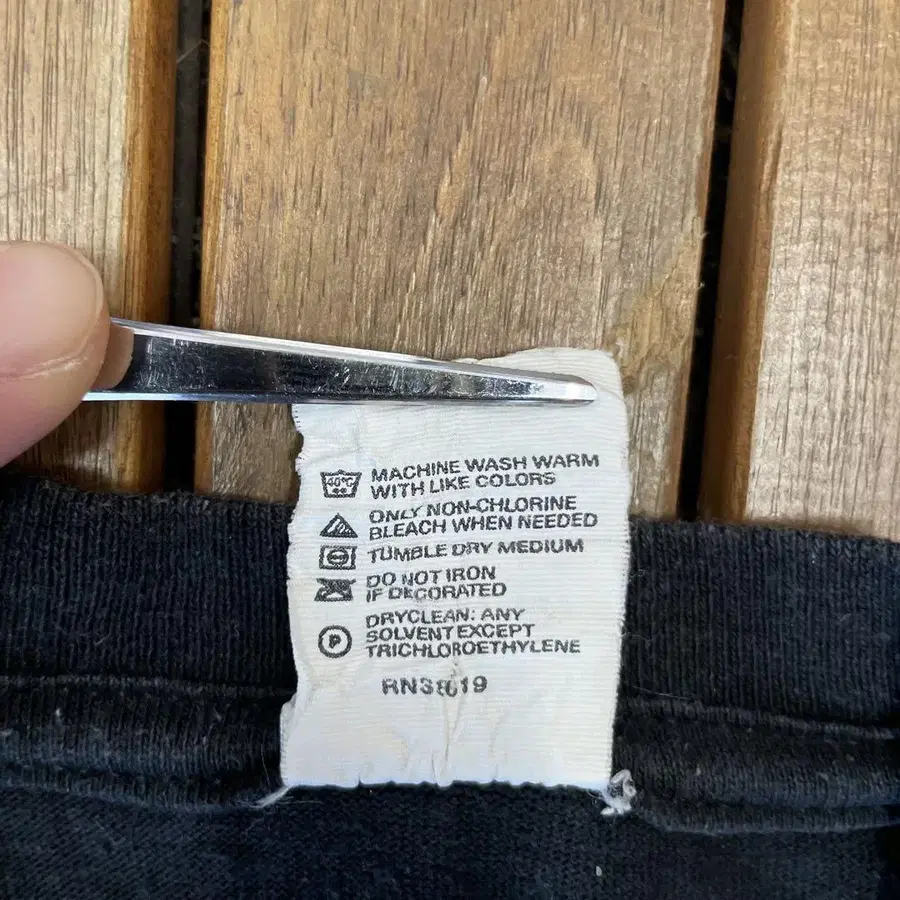 40°C
MACHINE WASH WARM
WITH LIKE COLORS
ONLY NON-CHLORINE
BLEACH WHEN NEEDED
TUMBLE DRY MEDIUM
DO NOT IRON
IF DECORATED
DRYCLEAN: ANY
P
SOLVENT EXCEPT
TRICHLOROETHYLENE